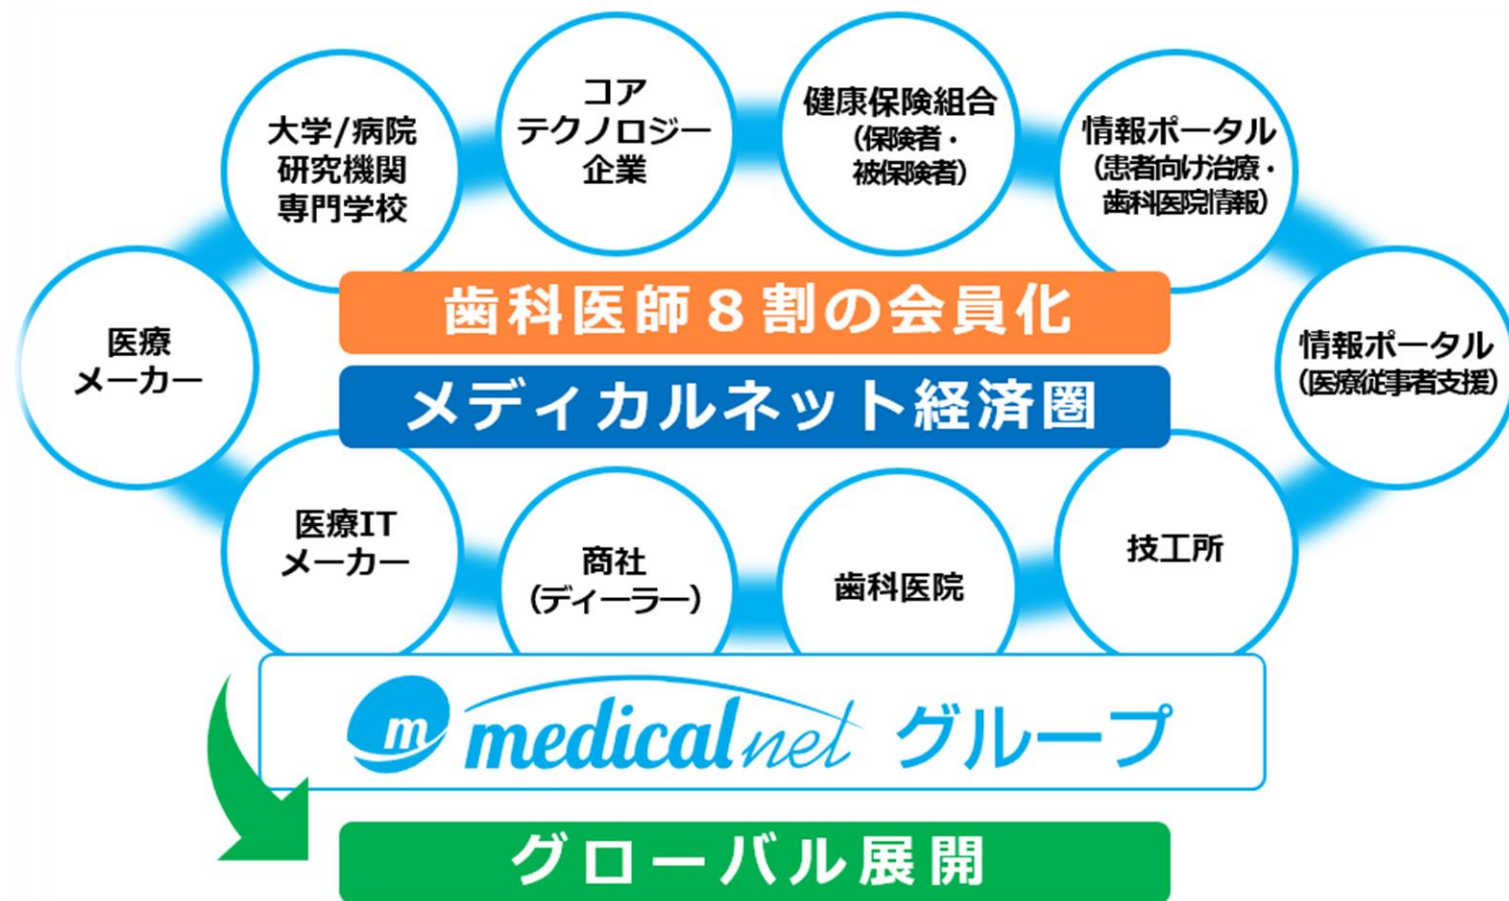 大学/病院
研究機関
専門学校
コア
テクノロジー
企業
健康保険組合
（保険者・
被保険者）
情報ポータル
（患者向け治療・
歯科医院情報）
医療
メーカー
歯科医師８割の会員化
メディカルネット経済圏
情報ポータル
（医療従事者支援）
医療IT
メーカー
商社
（ディーラー）
歯科医院
技工所
m medicalnet グループ
グローバル展開